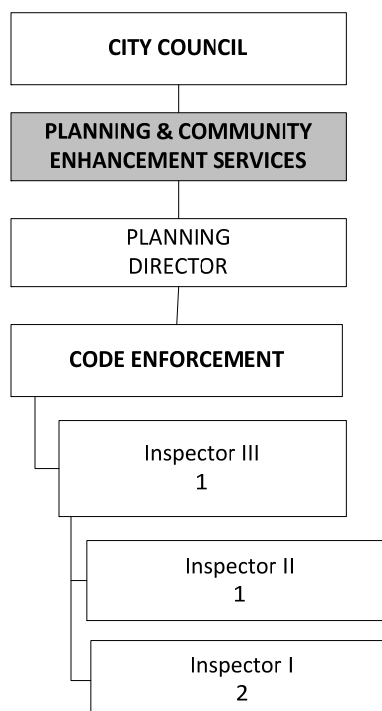 CITY COUNCIL
PLANNING & COMMUNITY
ENHANCEMENT SERVICES
PLANNING
DIRECTOR
CODE ENFORCEMENT
Inspector III
1
Inspector II
1
Inspector I
2